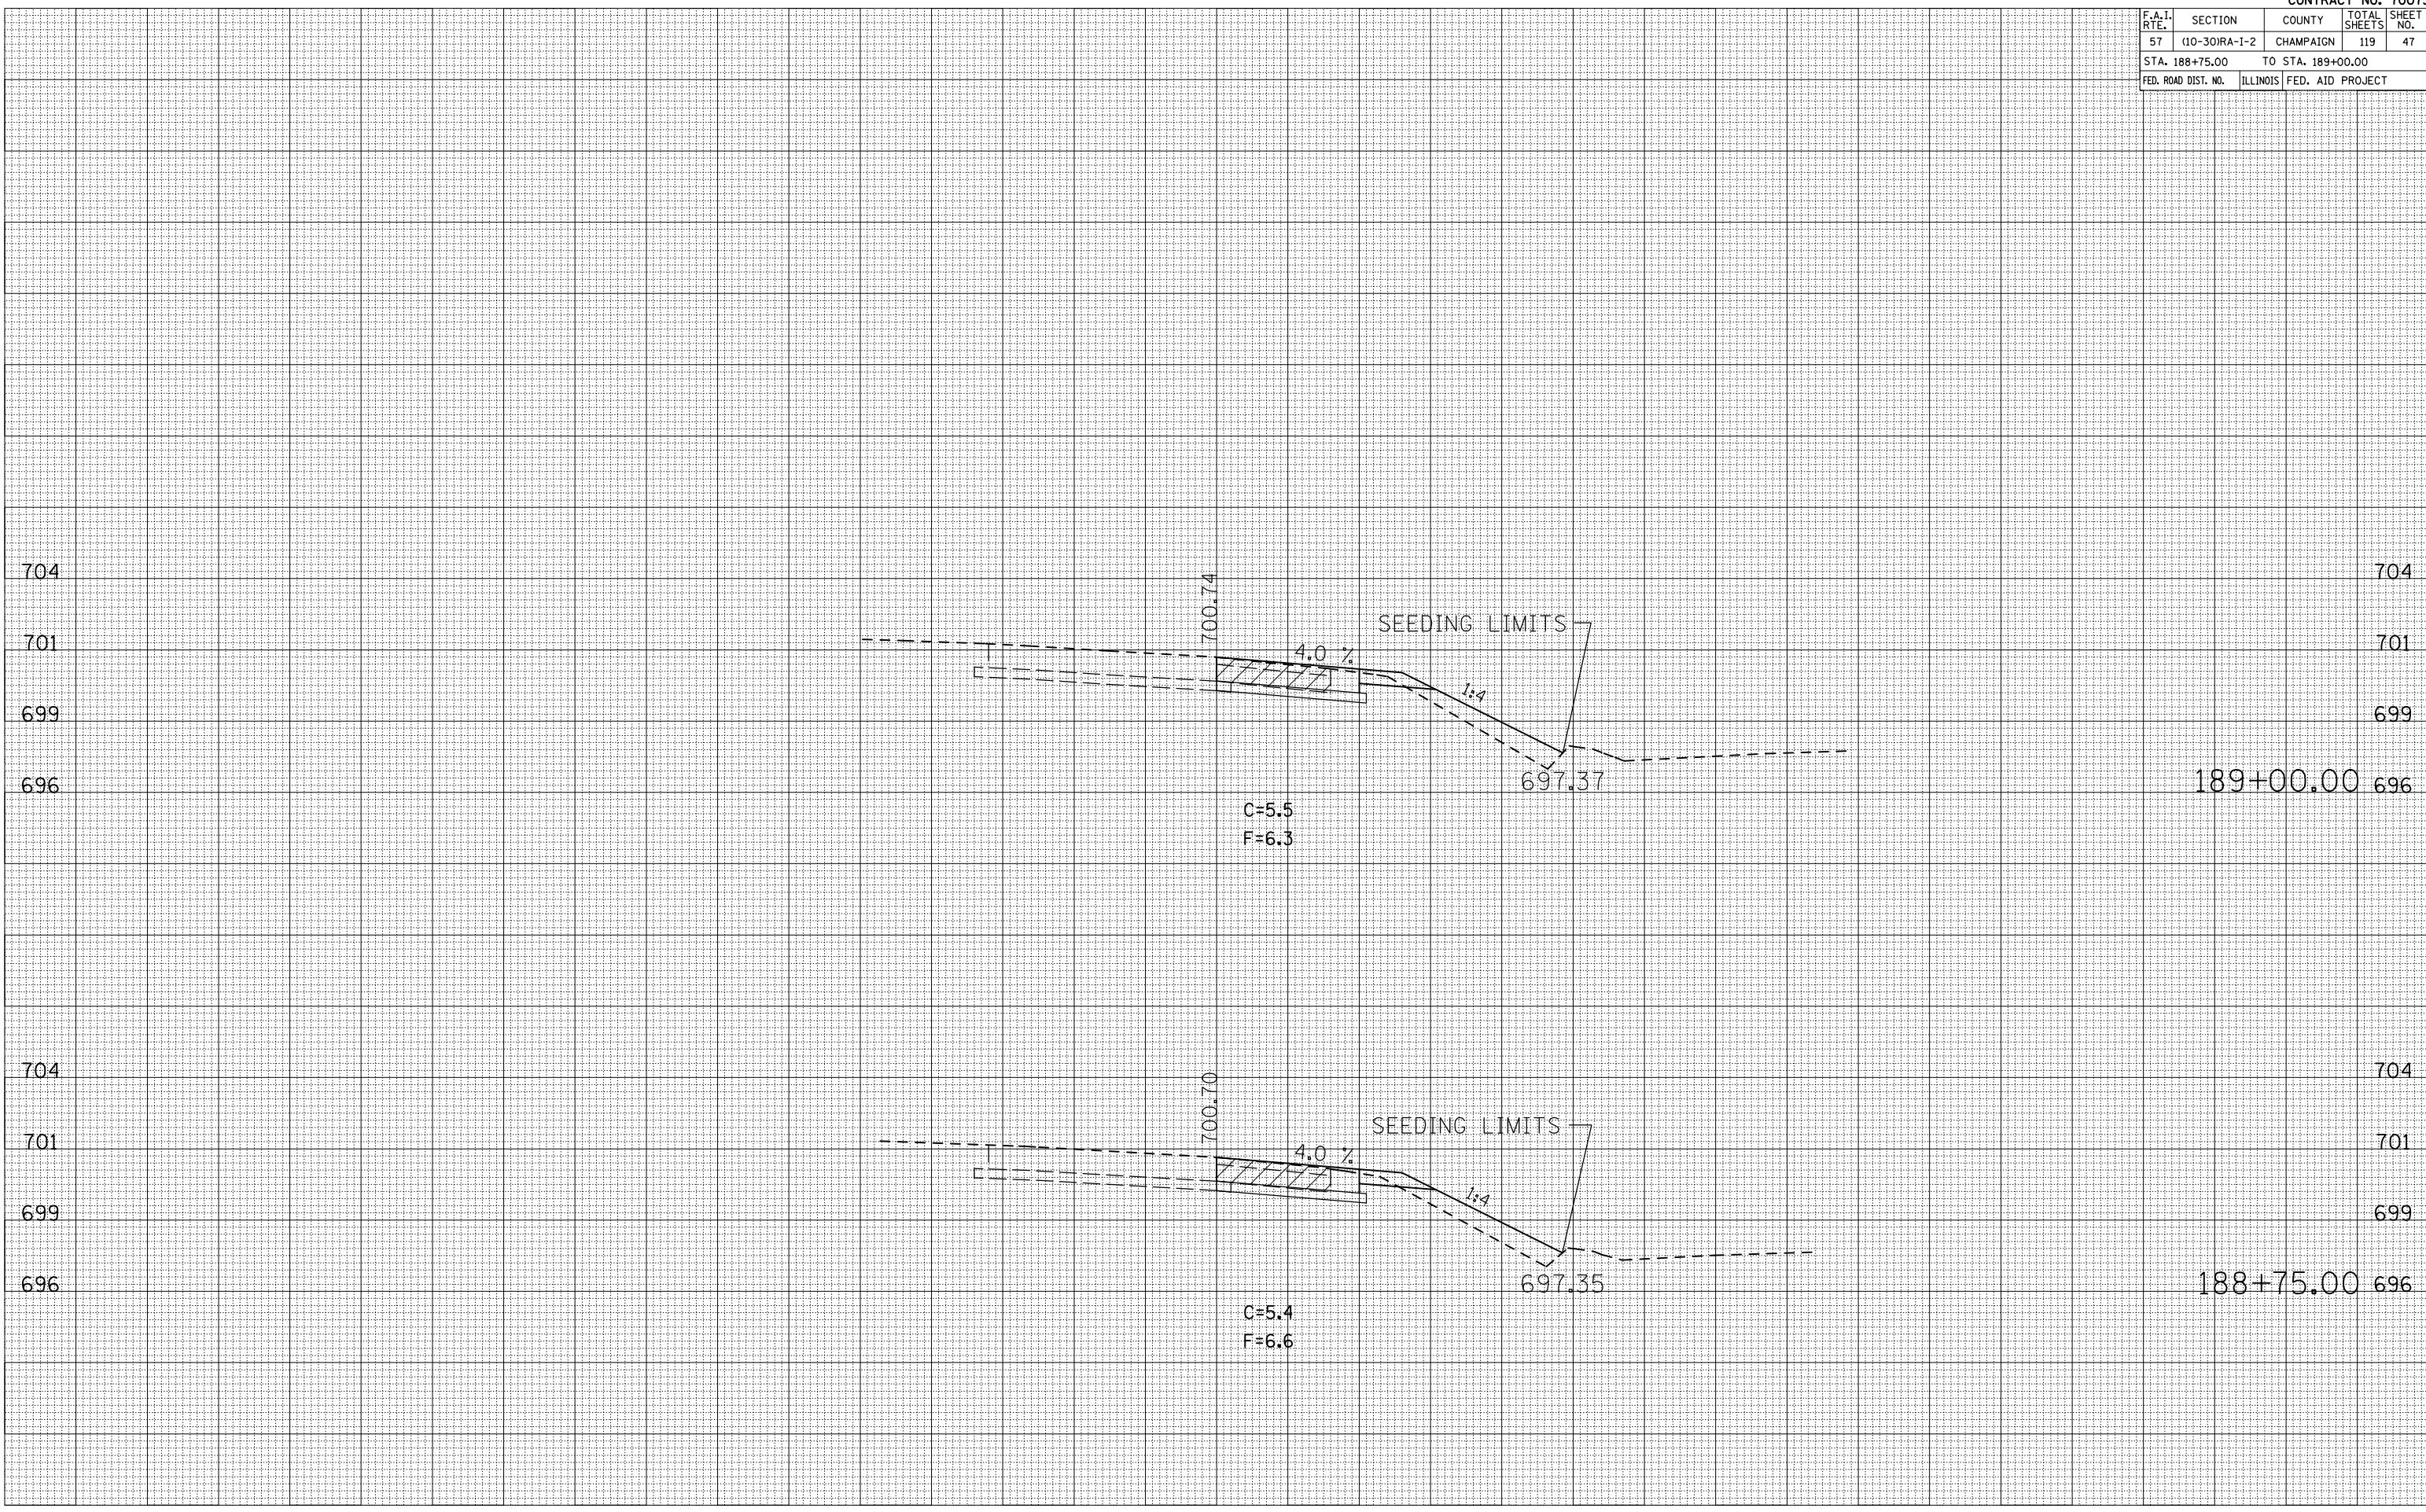 CONTRACT NO.
F.A.I. RTE. SECTION COUNTY TOTAL SHEETS SHEET NO.
57 (10-30)RA-I-2 CHAMPAIGN 119 47
STA. 188+75.00 TO STA. 189+00.00
FED. ROAD DIST. NO. ILLINOIS FED. AID PROJECT
704 704
700.74
SEEDING LIMITS
701 4.0 % 701
1:4
699 699
697.37
696 189+00.00 696
C=5.5
F=6.3
704 704
700.70
SEEDING LIMITS
701 4.0 % 701
1:4
699 699
697.35
696 188+75.00 696
C=5.4
F=6.6